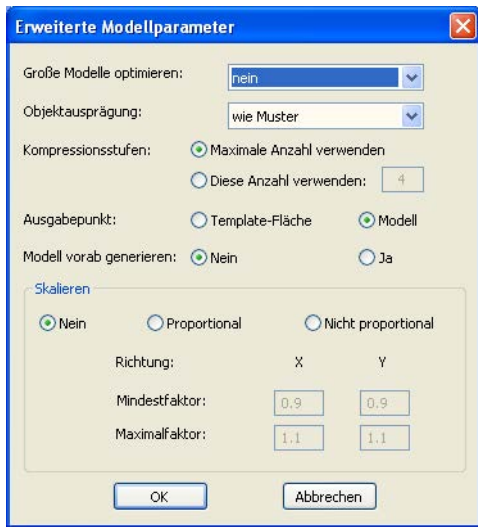 Erweiterte Modellparameter
Große Modelle optimieren: nein
Objektausprägung: wie Muster
Kompressionsstufen: Maximale Anzahl verwenden
Diese Anzahl verwenden: 4
Ausgabepunkt: Template-Fläche Modell
Modell vorab generieren: Nein Ja
Skalieren
Nein Proportional Nicht proportional
Richtung: X Y
Mindestfaktor: 0.9 0.9
Maximalfaktor: 1.1 1.1
OK Abbrechen